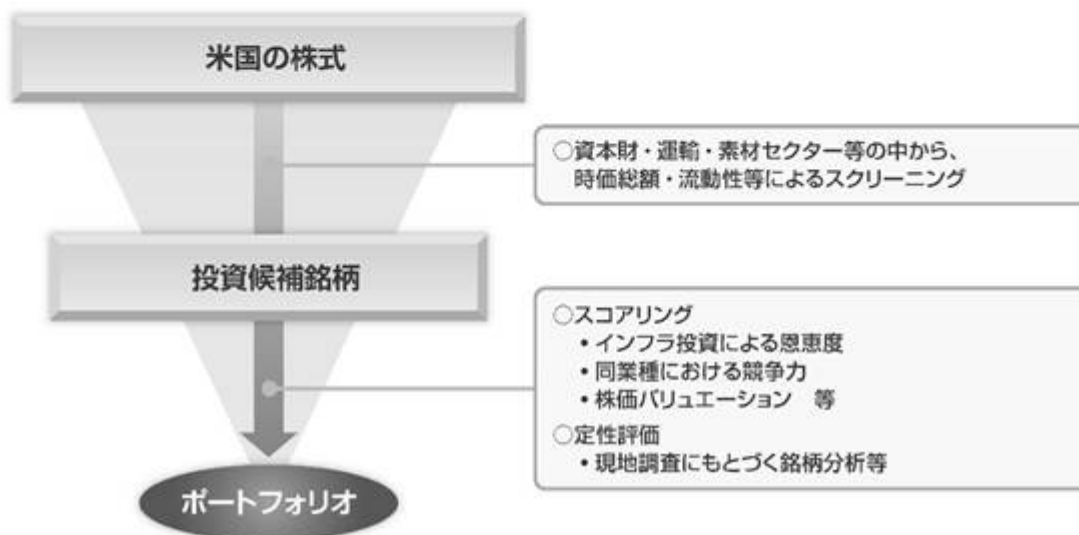 米国の株式
○資本財・運輸・素材セクター等の中から、
時価総額・流動性等によるスクリーニング
投資候補銘柄
○スコアリング
・インフラ投資による恩恵度
・同業種における競争力
・株価バリュエーション　等
○定性評価
・現地調査にもとづく銘柄分析等
ポートフォリオ